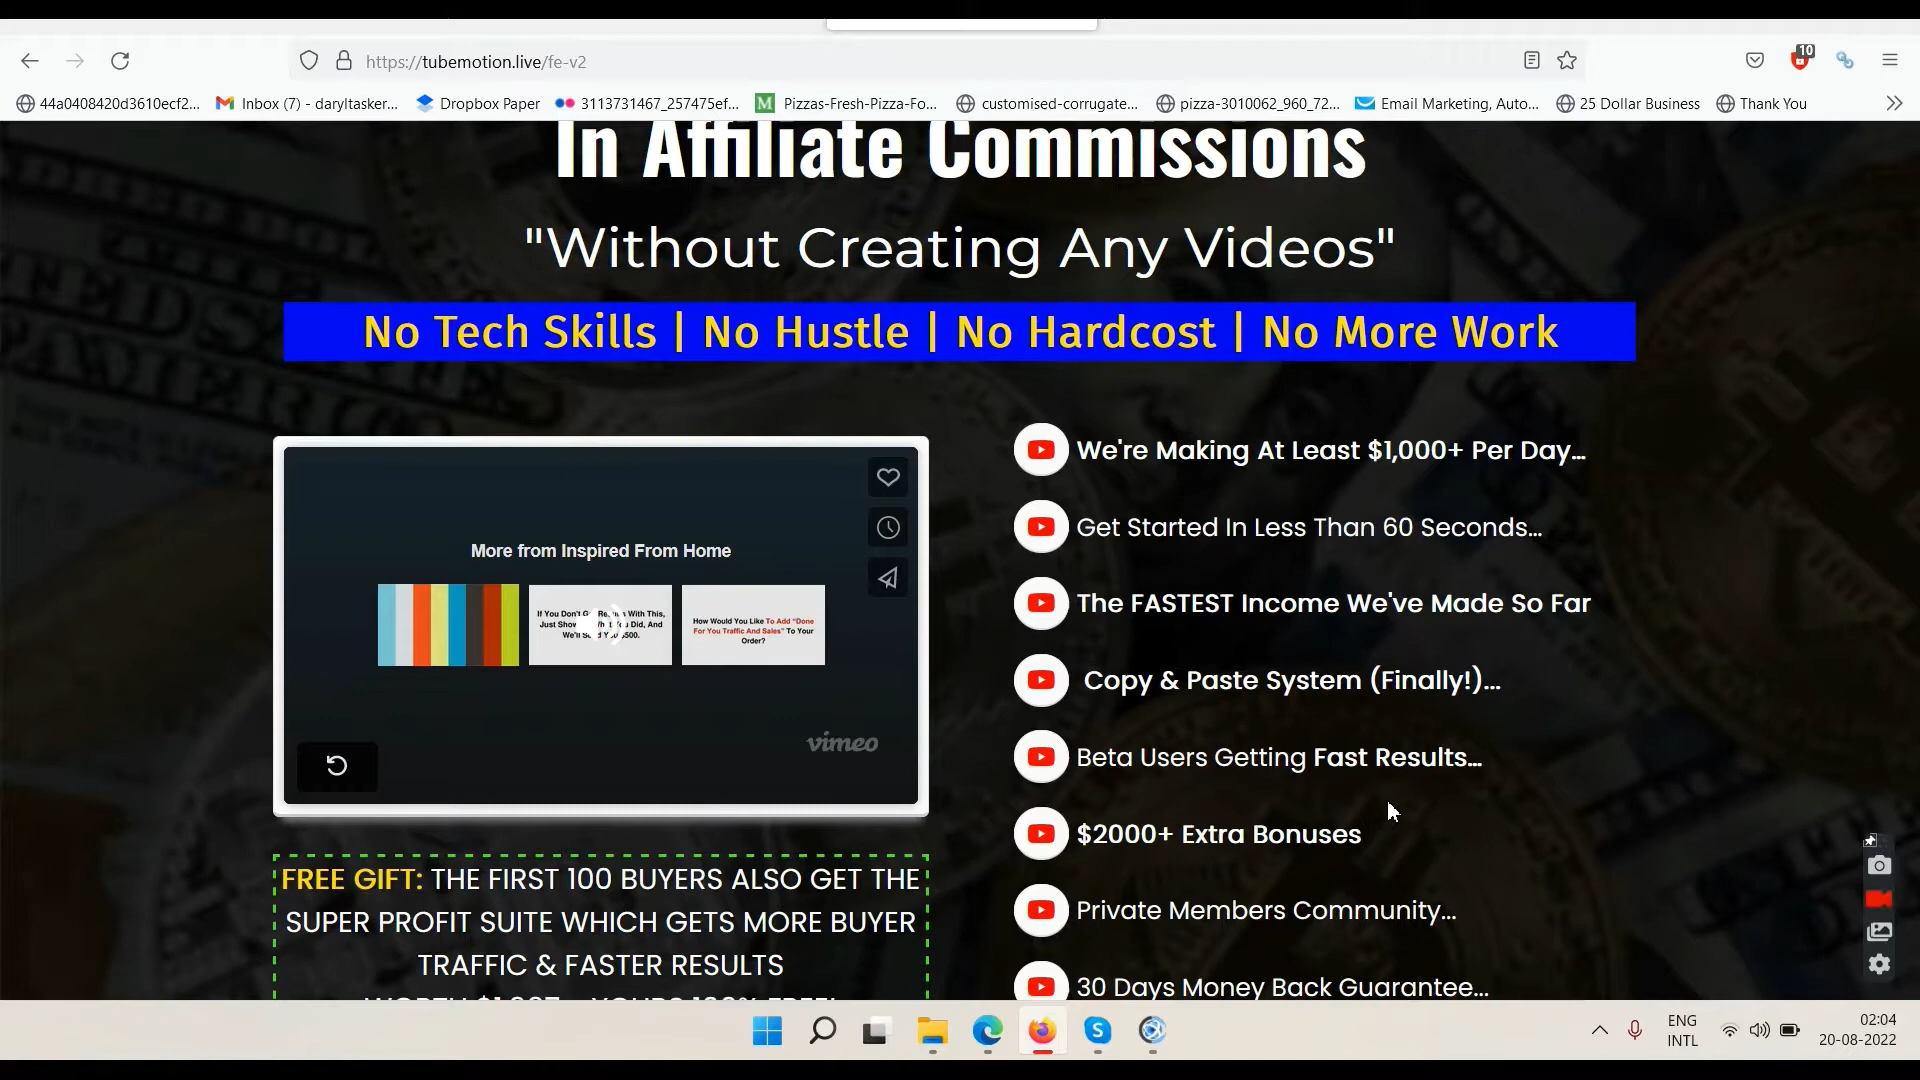 https://tubemotion.live/fe-v2
10
44a0408420d3610ecf2...
Inbox (7) - daryltasker...
Dropbox Paper
3113731467_257475ef...
Pizzas-Fresh-Pizza-Fo...
customised-corrugate...
pizza-3010062_960_72...
Email Marketing, Auto...
25 Dollar Business
Thank You
In Affiliate Commissions
"Without Creating Any Videos"
No Tech Skills | No Hustle | No Hardcost | No More Work
More from Inspired From Home
Just Show
How Would You Like To Add "Done
For You Traffic And Sales" To Your
Order?
vimeo
We're Making At Least $1,000+ Per Day...
Get Started In Less Than 60 Seconds...
The FASTEST Income We've Made So Far
Copy & Paste System (Finally!)...
Beta Users Getting Fast Results...
$2000+ Extra Bonuses
Private Members Community...
30 Days Money Back Guarantee...
FREE GIFT: THE FIRST 100 BUYERS ALSO GET THE
SUPER PROFIT SUITE WHICH GETS MORE BUYER
TRAFFIC & FASTER RESULTS
ENG
INTL
02:04
20-08-2022